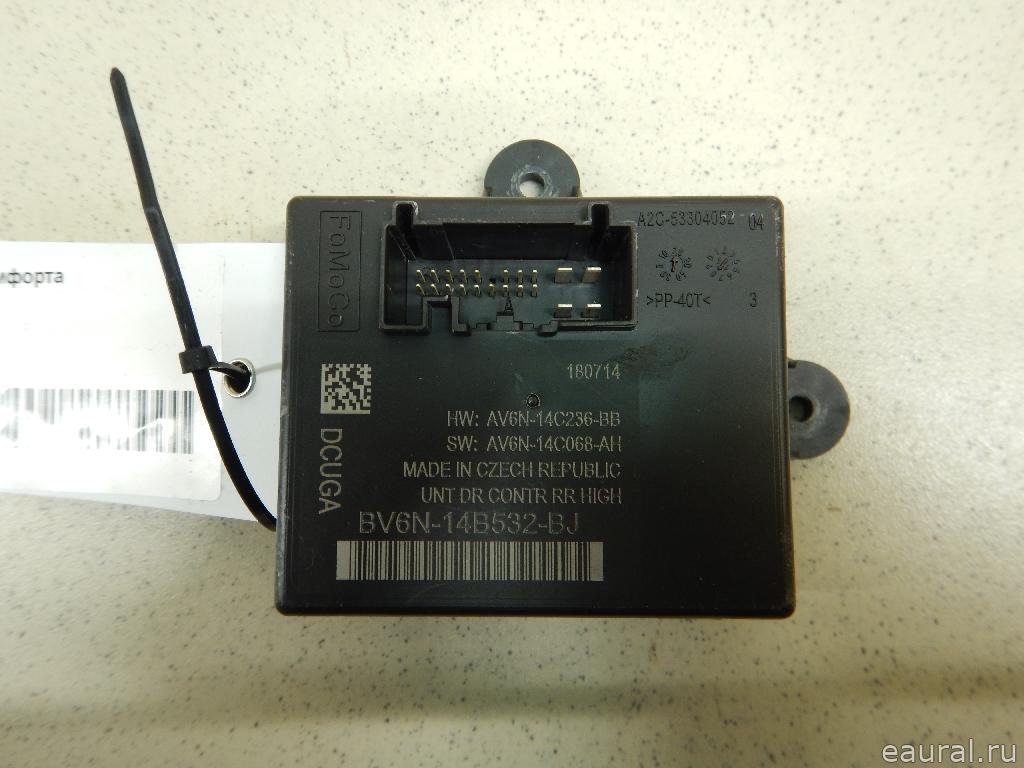 мфорта
FoMoCo
A2C-53304052 04
>PP-40T< 3
180714
HW: AV6N-14C236-BB
SW: AV6N-14C068-AH
MADE IN CZECH REPUBLIC
UNT DR CONTR RR HIGH
DCUGA
BV6N-14B532-BJ
eaural.ru